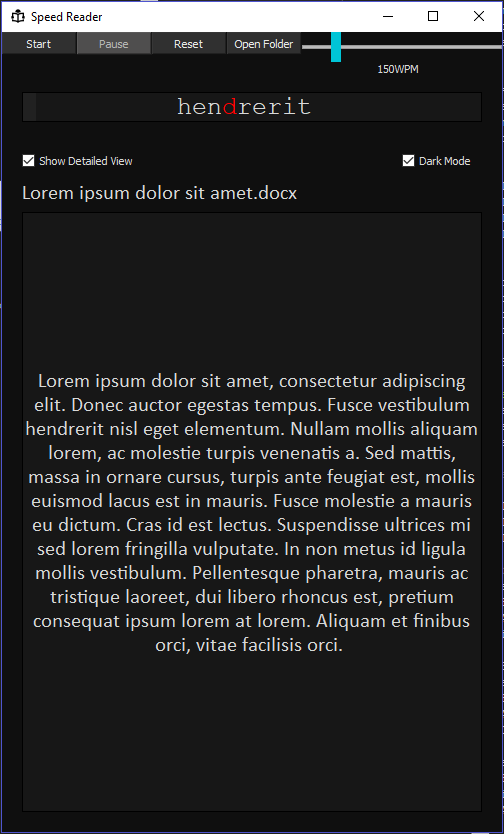 Speed Reader
Start Pause Reset Open Folder
150WPM
hendrerit
Show Detailed View Dark Mode
Lorem ipsum dolor sit amet.docx
Lorem ipsum dolor sit amet, consectetur adipiscing
elit. Donec auctor egestas tempus. Fusce vestibulum
hendrerit nisl eget elementum. Nullam mollis aliquam
lorem, ac molestie turpis venenatis a. Sed mattis,
massa in ornare cursus, turpis ante feugiat est, mollis
euismod lacus est in mauris. Fusce molestie a mauris
eu dictum. Cras id est lectus. Suspendisse ultrices mi
sed lorem fringilla vulputate. In non metus id ligula
mollis vestibulum. Pellentesque pharetra, mauris ac
tristique laoreet, dui libero rhoncus est, pretium
consequat ipsum lorem at lorem. Aliquam et finibus
orci, vitae facilisis orci.